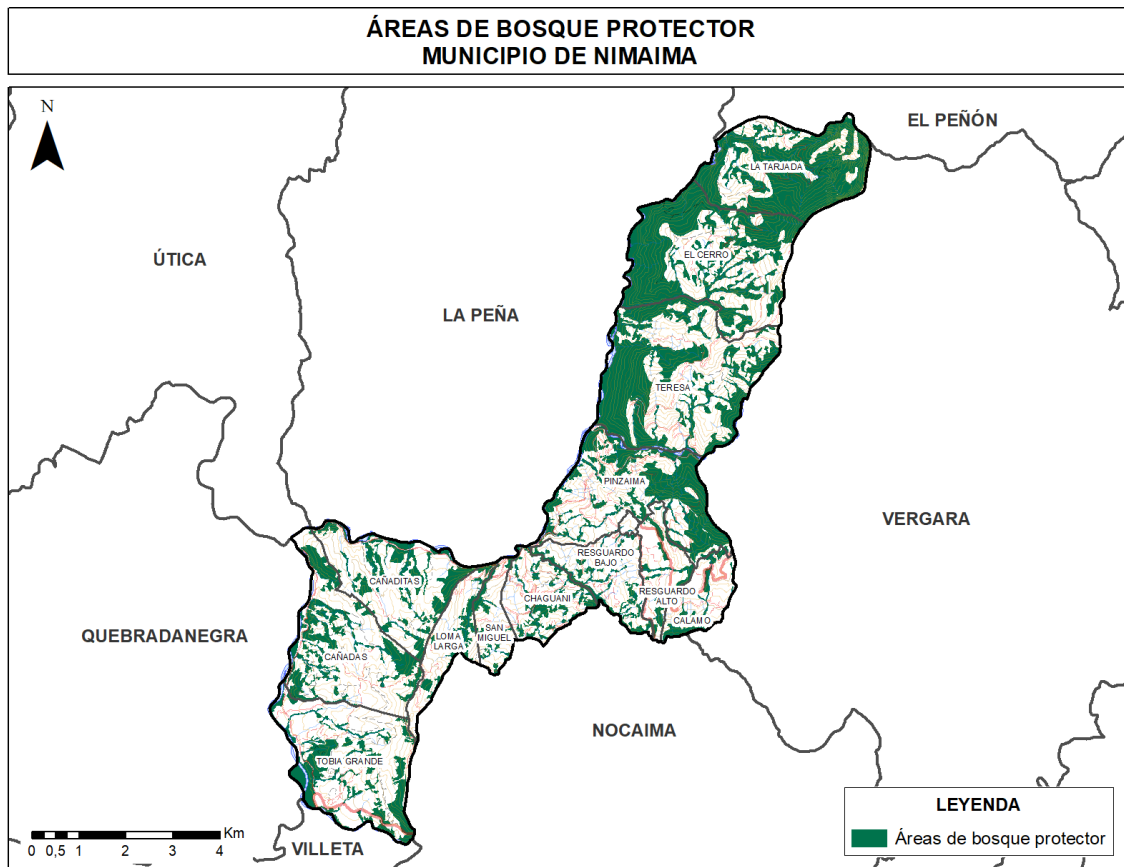 ÁREAS DE BOSQUE PROTECTOR
MUNICIPIO DE NIMAIMA
N
EL PEÑÓN
LA TARJADA
ÚTICA
EL CERRO
LA PEÑA
TERESA
PINZAIMA
VERGARA
RESGUARDO
BAJO
CAÑADITAS
RESGUARDO
ALTO
CHAGUANI
CALAMO
QUEBRADANEGRA
LOMA
LARGA
SAN
MIGUEL
CAÑADAS
NOCAIMA
TOBIA GRANDE
LEYENDA
Áreas de bosque protector
Km
0 0,5 1 2 3 4
VILLETA